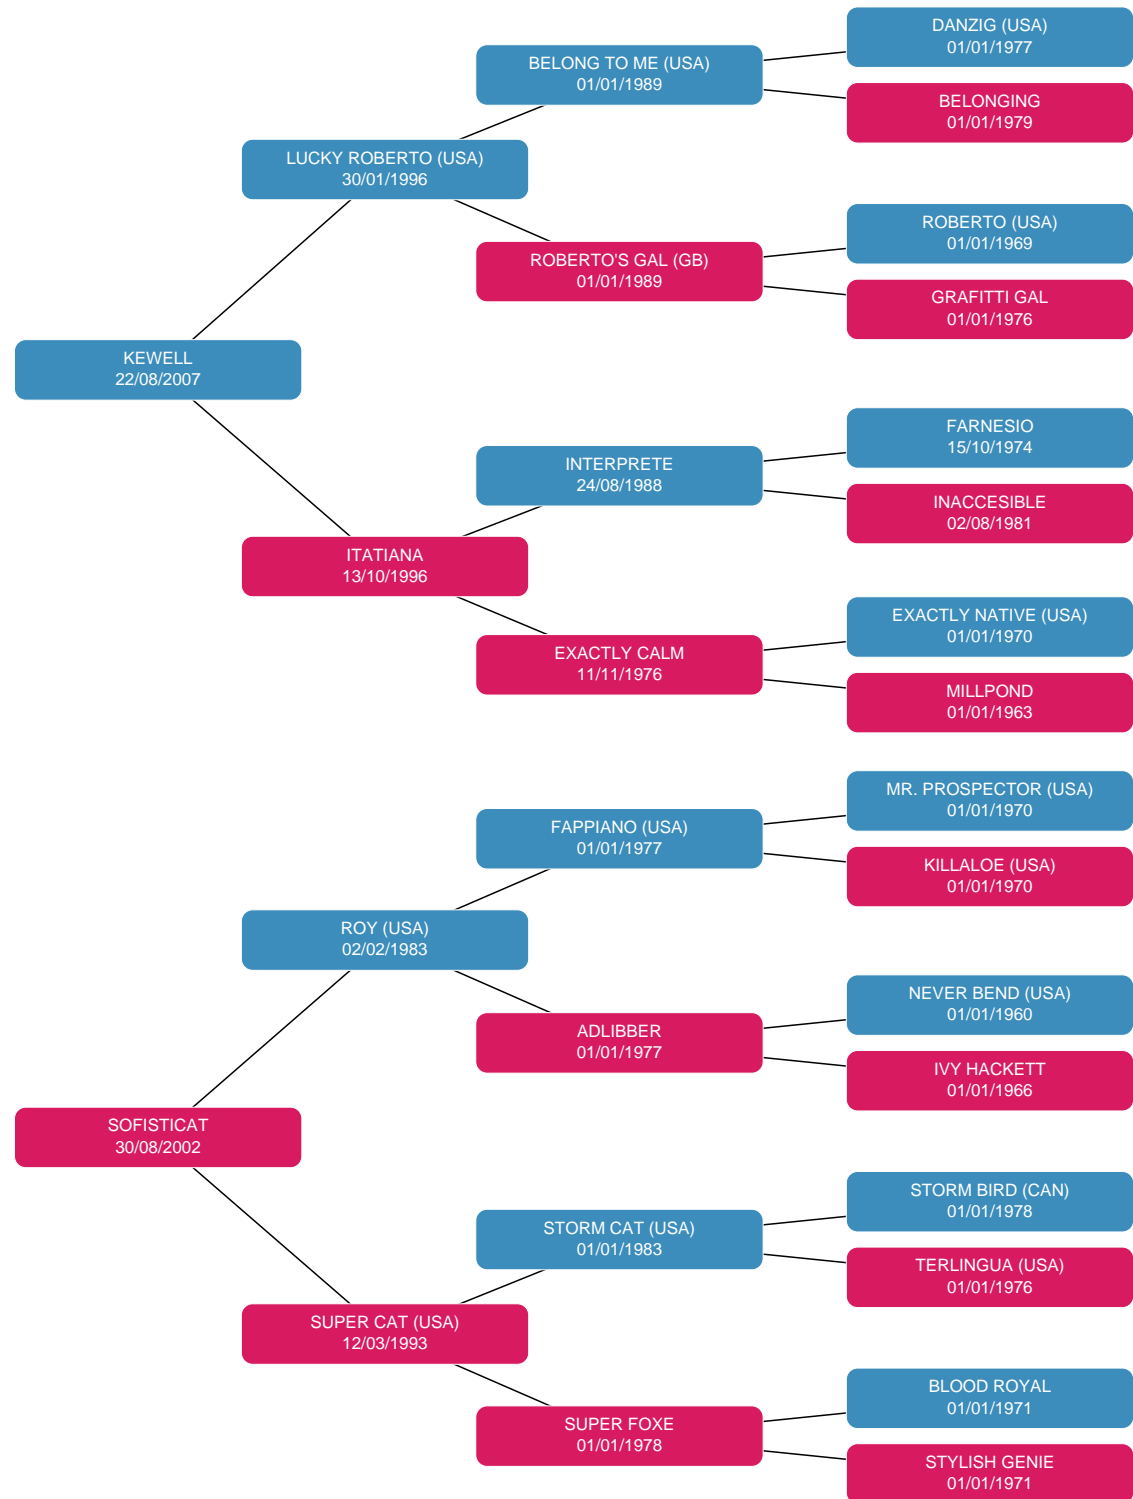 DANZIG (USA)
01/01/1977
BELONG TO ME (USA)
01/01/1989
BELONGING
01/01/1979
LUCKY ROBERTO (USA)
30/01/1996
ROBERTO (USA)
01/01/1969
ROBERTO'S GAL (GB)
01/01/1989
GRAFITTI GAL
01/01/1976
KEWELL
22/08/2007
FARNESIO
15/10/1974
INTERPRETE
24/08/1988
INACCESIBLE
02/08/1981
ITATIANA
13/10/1996
EXACTLY NATIVE (USA)
01/01/1970
EXACTLY CALM
11/11/1976
MILLPOND
01/01/1963
MR. PROSPECTOR (USA)
01/01/1970
FAPPIANO (USA)
01/01/1977
KILLALOE (USA)
01/01/1970
ROY (USA)
02/02/1983
NEVER BEND (USA)
01/01/1960
ADLIBBER
01/01/1977
IVY HACKETT
01/01/1966
SOFISTICAT
30/08/2002
STORM BIRD (CAN)
01/01/1978
STORM CAT (USA)
01/01/1983
TERLINGUA (USA)
01/01/1976
SUPER CAT (USA)
12/03/1993
BLOOD ROYAL
01/01/1971
SUPER FOXE
01/01/1978
STYLISH GENIE
01/01/1971